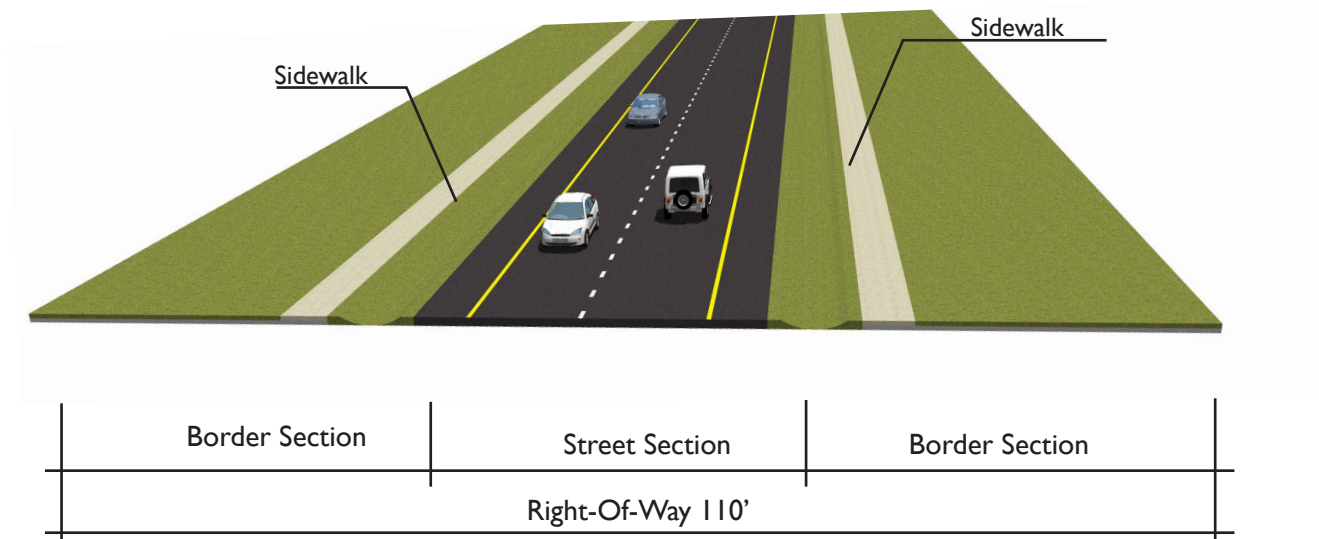 Sidewalk
Sidewalk
Border Section
Street Section
Border Section
Right-Of-Way 110’